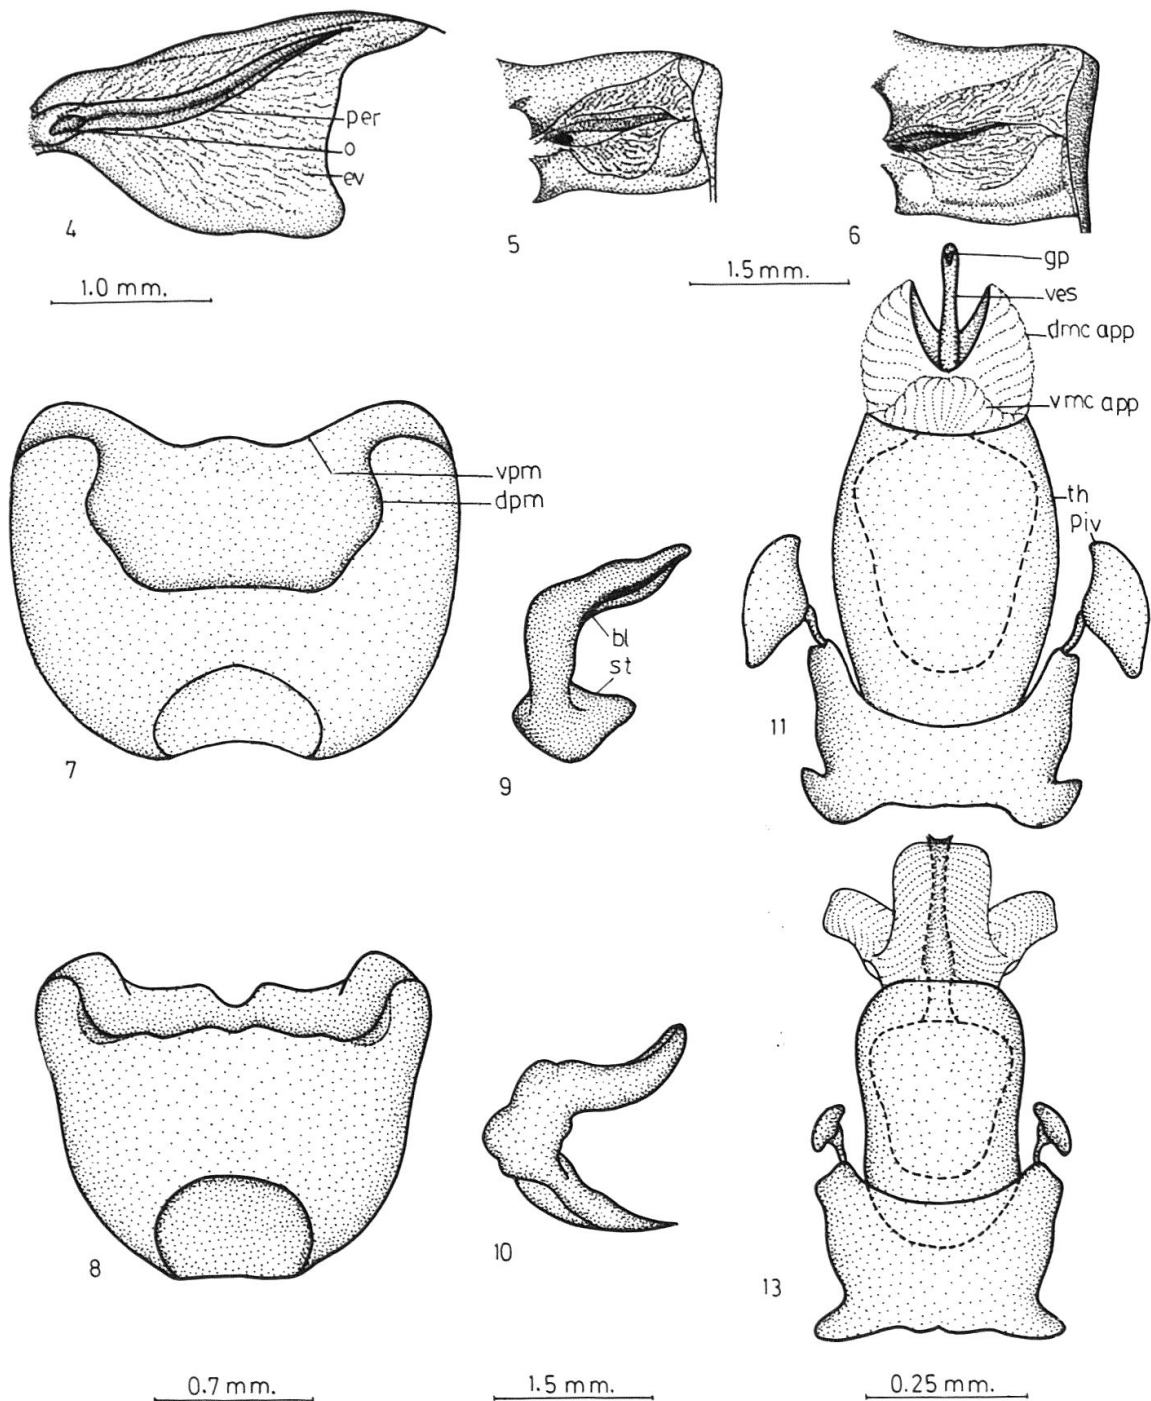 per
o
ev
4
5
6
1.0 mm.
1.5 mm.
gp
ves
dmc app
vmc app
vpm
dpm
th
piv
bl
st
7
9
11
8
10
13
0.7 mm.
1.5 mm.
0.25 mm.